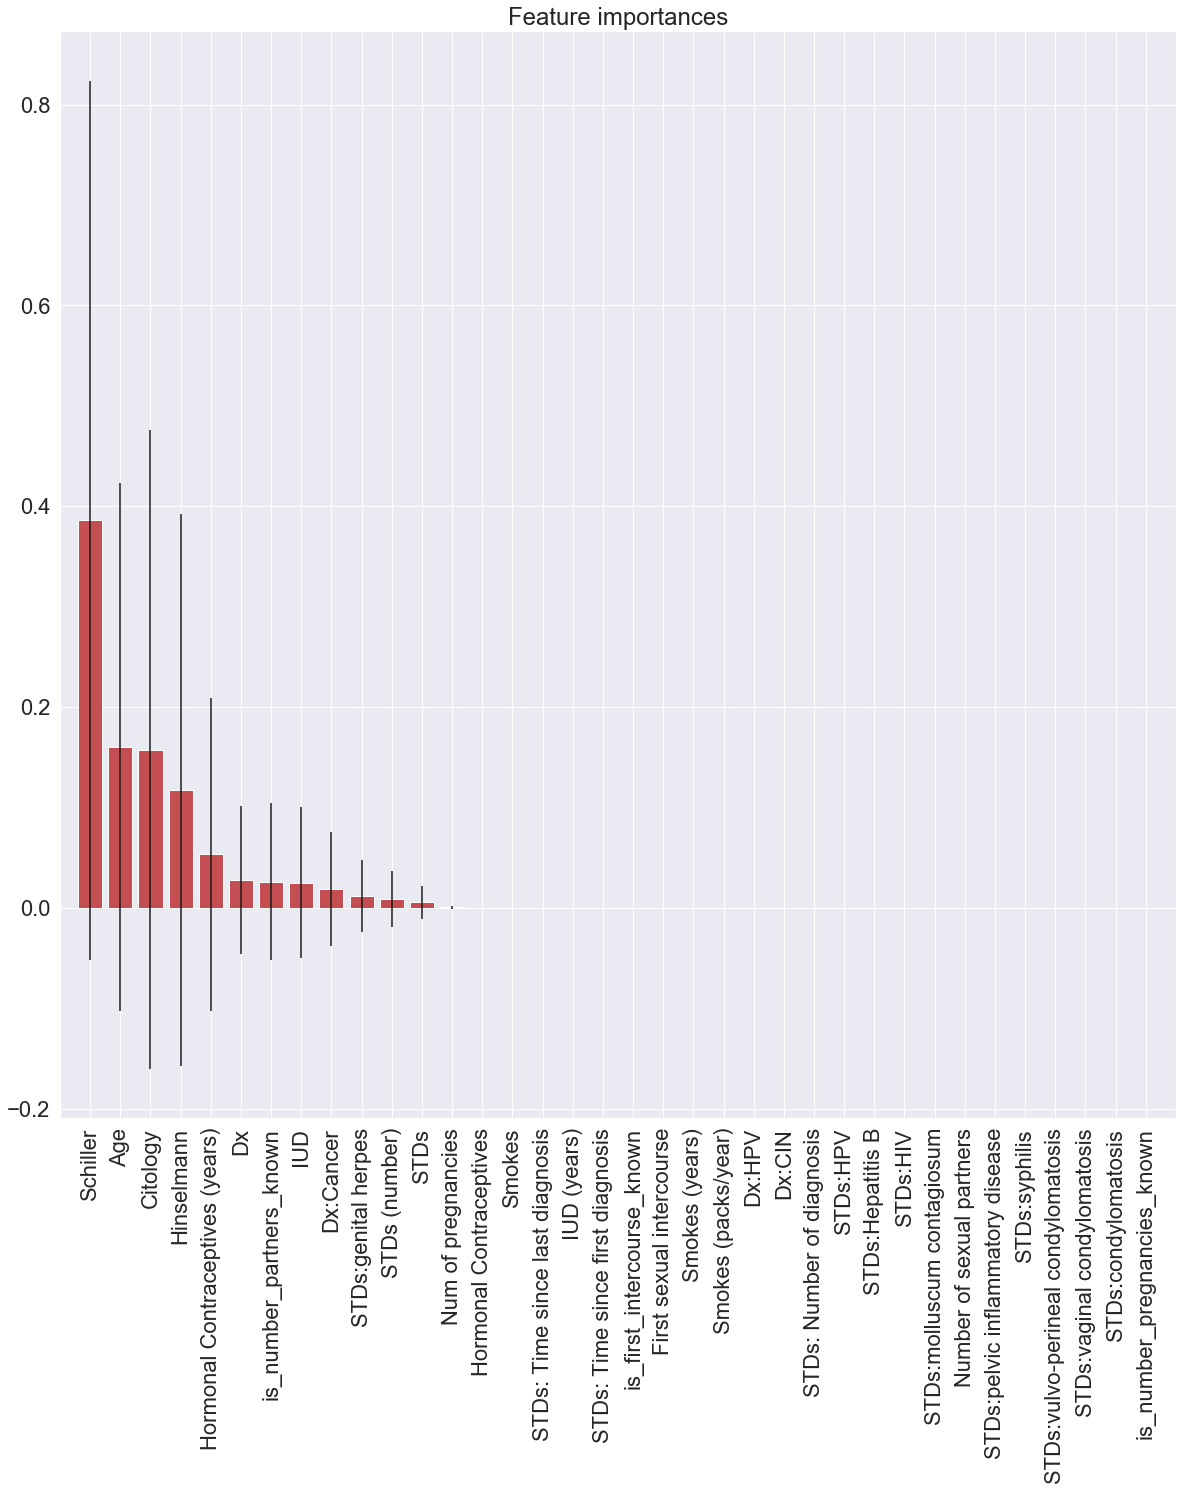 Feature importances
0.8
0.6
0.4
0.2
0.0
−0.2
Schiller
Age
Citology
Hinselmann
Hormonal Contraceptives (years)
Dx
is_number_partners_known
IUD
Dx:Cancer
STDs:genital herpes
STDs (number)
STDs
Num of pregnancies
Hormonal Contraceptives
Smokes
STDs: Time since last diagnosis
IUD (years)
STDs: Time since first diagnosis
is_first_intercourse_known
First sexual intercourse
Smokes (years)
Smokes (packs/year)
Dx:HPV
Dx:CIN
STDs: Number of diagnosis
STDs:HPV
STDs:Hepatitis B
STDs:HIV
STDs:molluscum contagiosum
Number of sexual partners
STDs:pelvic inflammatory disease
STDs:syphilis
STDs:vulvo-perineal condylomatosis
STDs:vaginal condylomatosis
STDs:condylomatosis
is_number_pregnancies_known